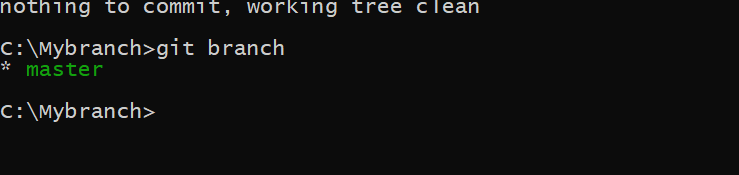 nothing to commit, working tree clean
C:\Mybranch>git branch
* master
C:\Mybranch>